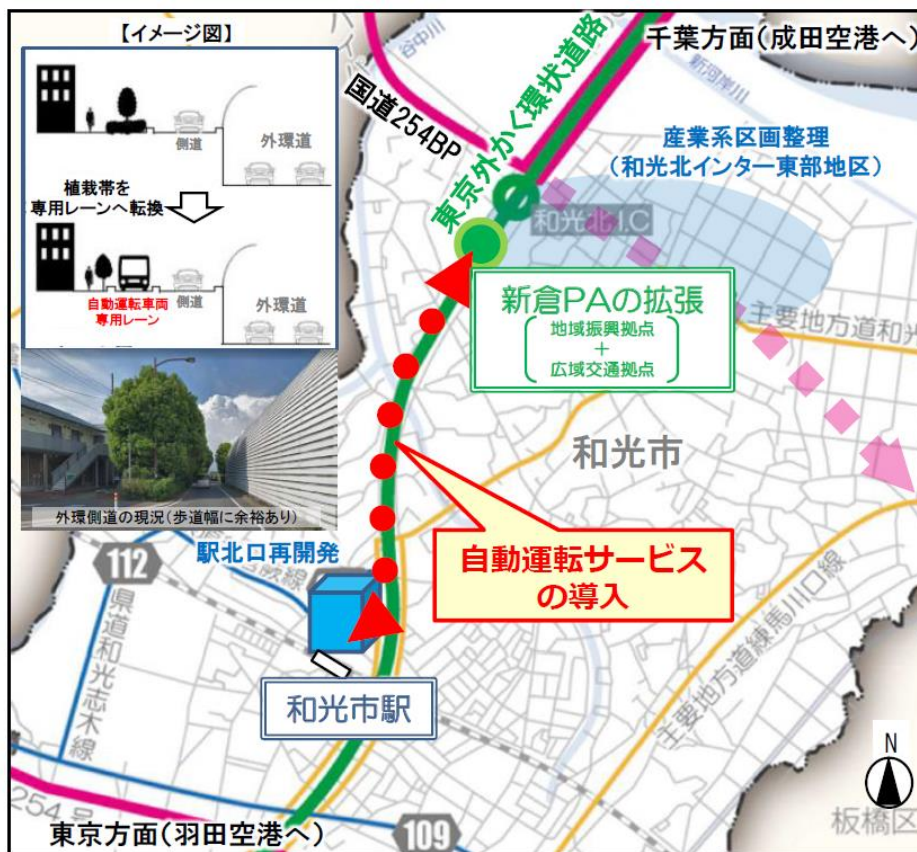 【イメージ図】
側道
外環道
植栽帯を
専用レーンへ転換
自動運転車両
専用レーン
側道
外環道
外環側道の現況(歩道幅に余裕あり)
谷中川
国道254BP
東京外かく環状道路
千葉方面(成田空港へ)
新河岸川
産業系区画整理
(和光北インター東部地区)
和光北I.C
新倉PAの拡張
地域振興拠点
+
広域交通拠点
主要地方道和光
和光市
自動運転サービス
の導入
駅北口再開発
112
県道和光志木線
和光市駅
主要地方道練馬川口線
N
254号
東京方面(羽田空港へ)
109
板橋区